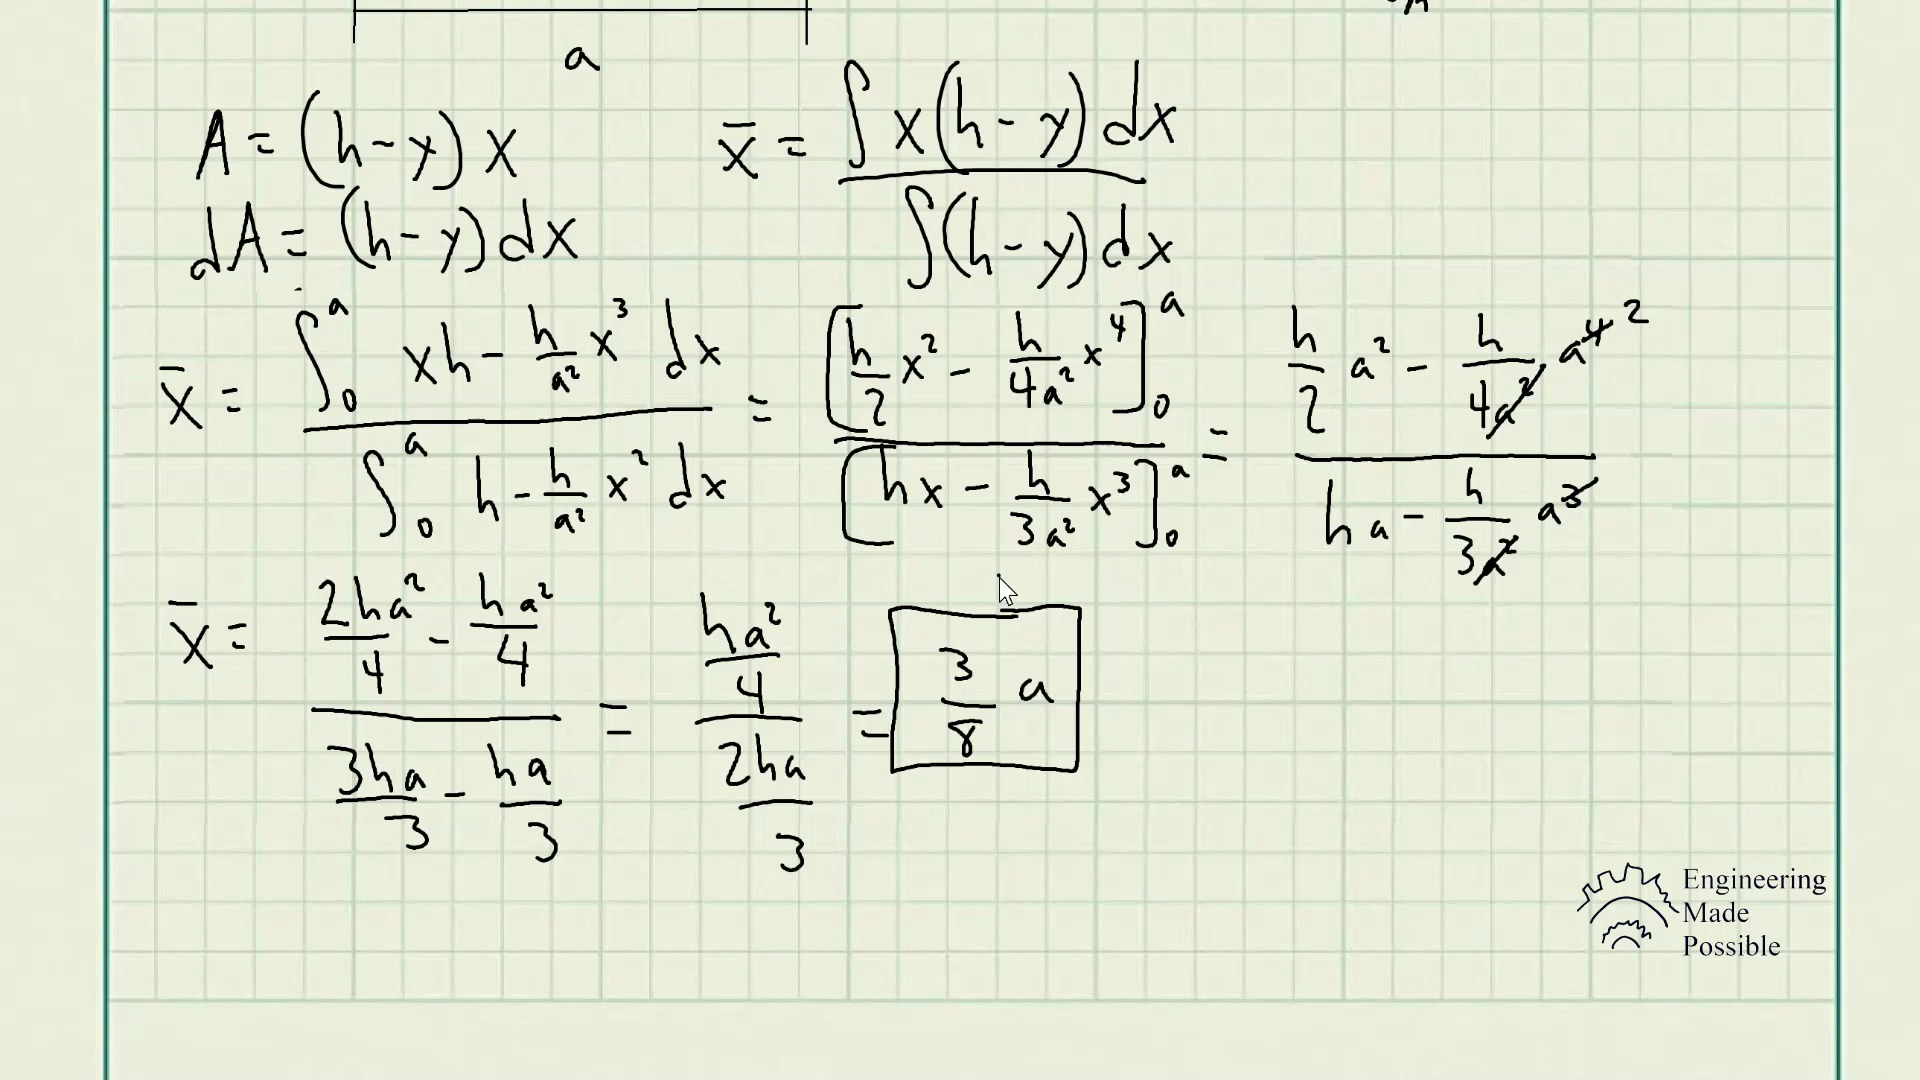 a
A = (h-y) x
x̄ = ∫ x(h-y) dx / ∫(h-y) dx
dA = (h-y) dx
x̄ = ∫₀ᵃ xh - h/a² x³ dx / ∫₀ᵃ h - h/a² x² dx = [h/2 x² - h/4a² x⁴]₀ᵃ / [hx - h/3a² x³]₀ᵃ = h/2 a² - h/4a² a⁴ ² / ha - h/3a² a³
x̄ = 2ha²/4 - ha²/4 / 3ha/3 - ha/3 = ha²/4 / 2ha/3 = 3/8 a
Engineering
Made
Possible